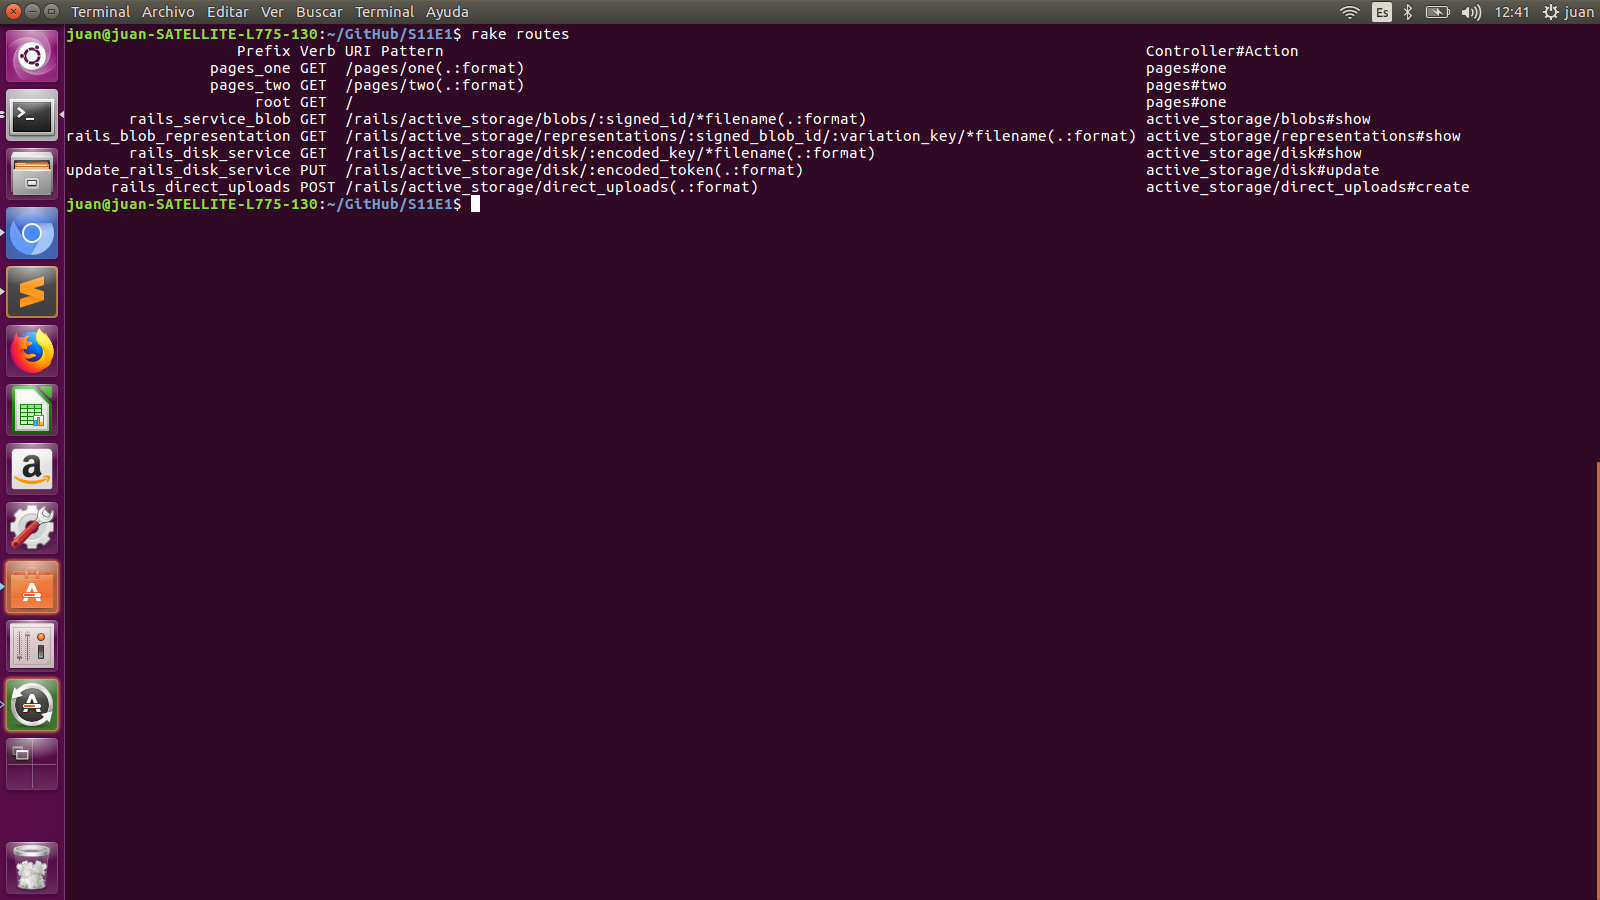 Terminal Archivo Editar Ver Buscar Terminal Ayuda Es 12:41 juan
juan@juan-SATELLITE-L775-130:~/GitHub/S11E1$ rake routes
Prefix Verb URI Pattern Controller#Action
pages_one GET /pages/one(.:format) pages#one
pages_two GET /pages/two(.:format) pages#two
root GET / pages#one
rails_service_blob GET /rails/active_storage/blobs/:signed_id/*filename(.:format) active_storage/blobs#show
rails_blob_representation GET /rails/active_storage/representations/:signed_blob_id/:variation_key/*filename(.:format) active_storage/representations#show
rails_disk_service GET /rails/active_storage/disk/:encoded_key/*filename(.:format) active_storage/disk#show
update_rails_disk_service PUT /rails/active_storage/disk/:encoded_token(.:format) active_storage/disk#update
rails_direct_uploads POST /rails/active_storage/direct_uploads(.:format) active_storage/direct_uploads#create
juan@juan-SATELLITE-L775-130:~/GitHub/S11E1$